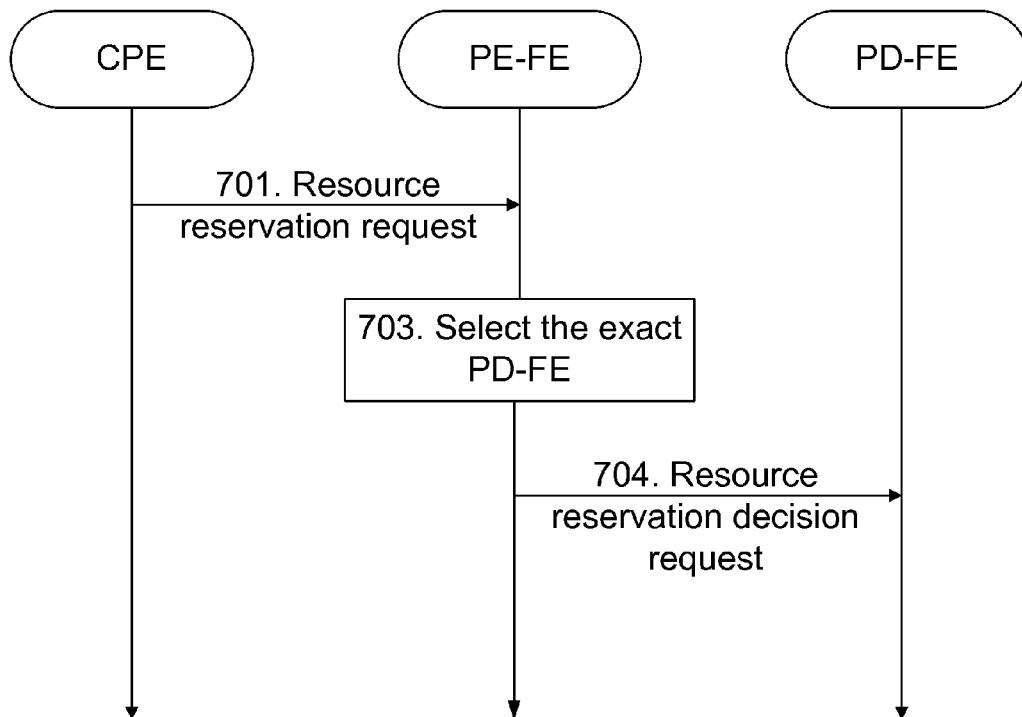 CPE
PE-FE
PD-FE
701. Resource
reservation request
703. Select the exact
PD-FE
704. Resource
reservation decision
request